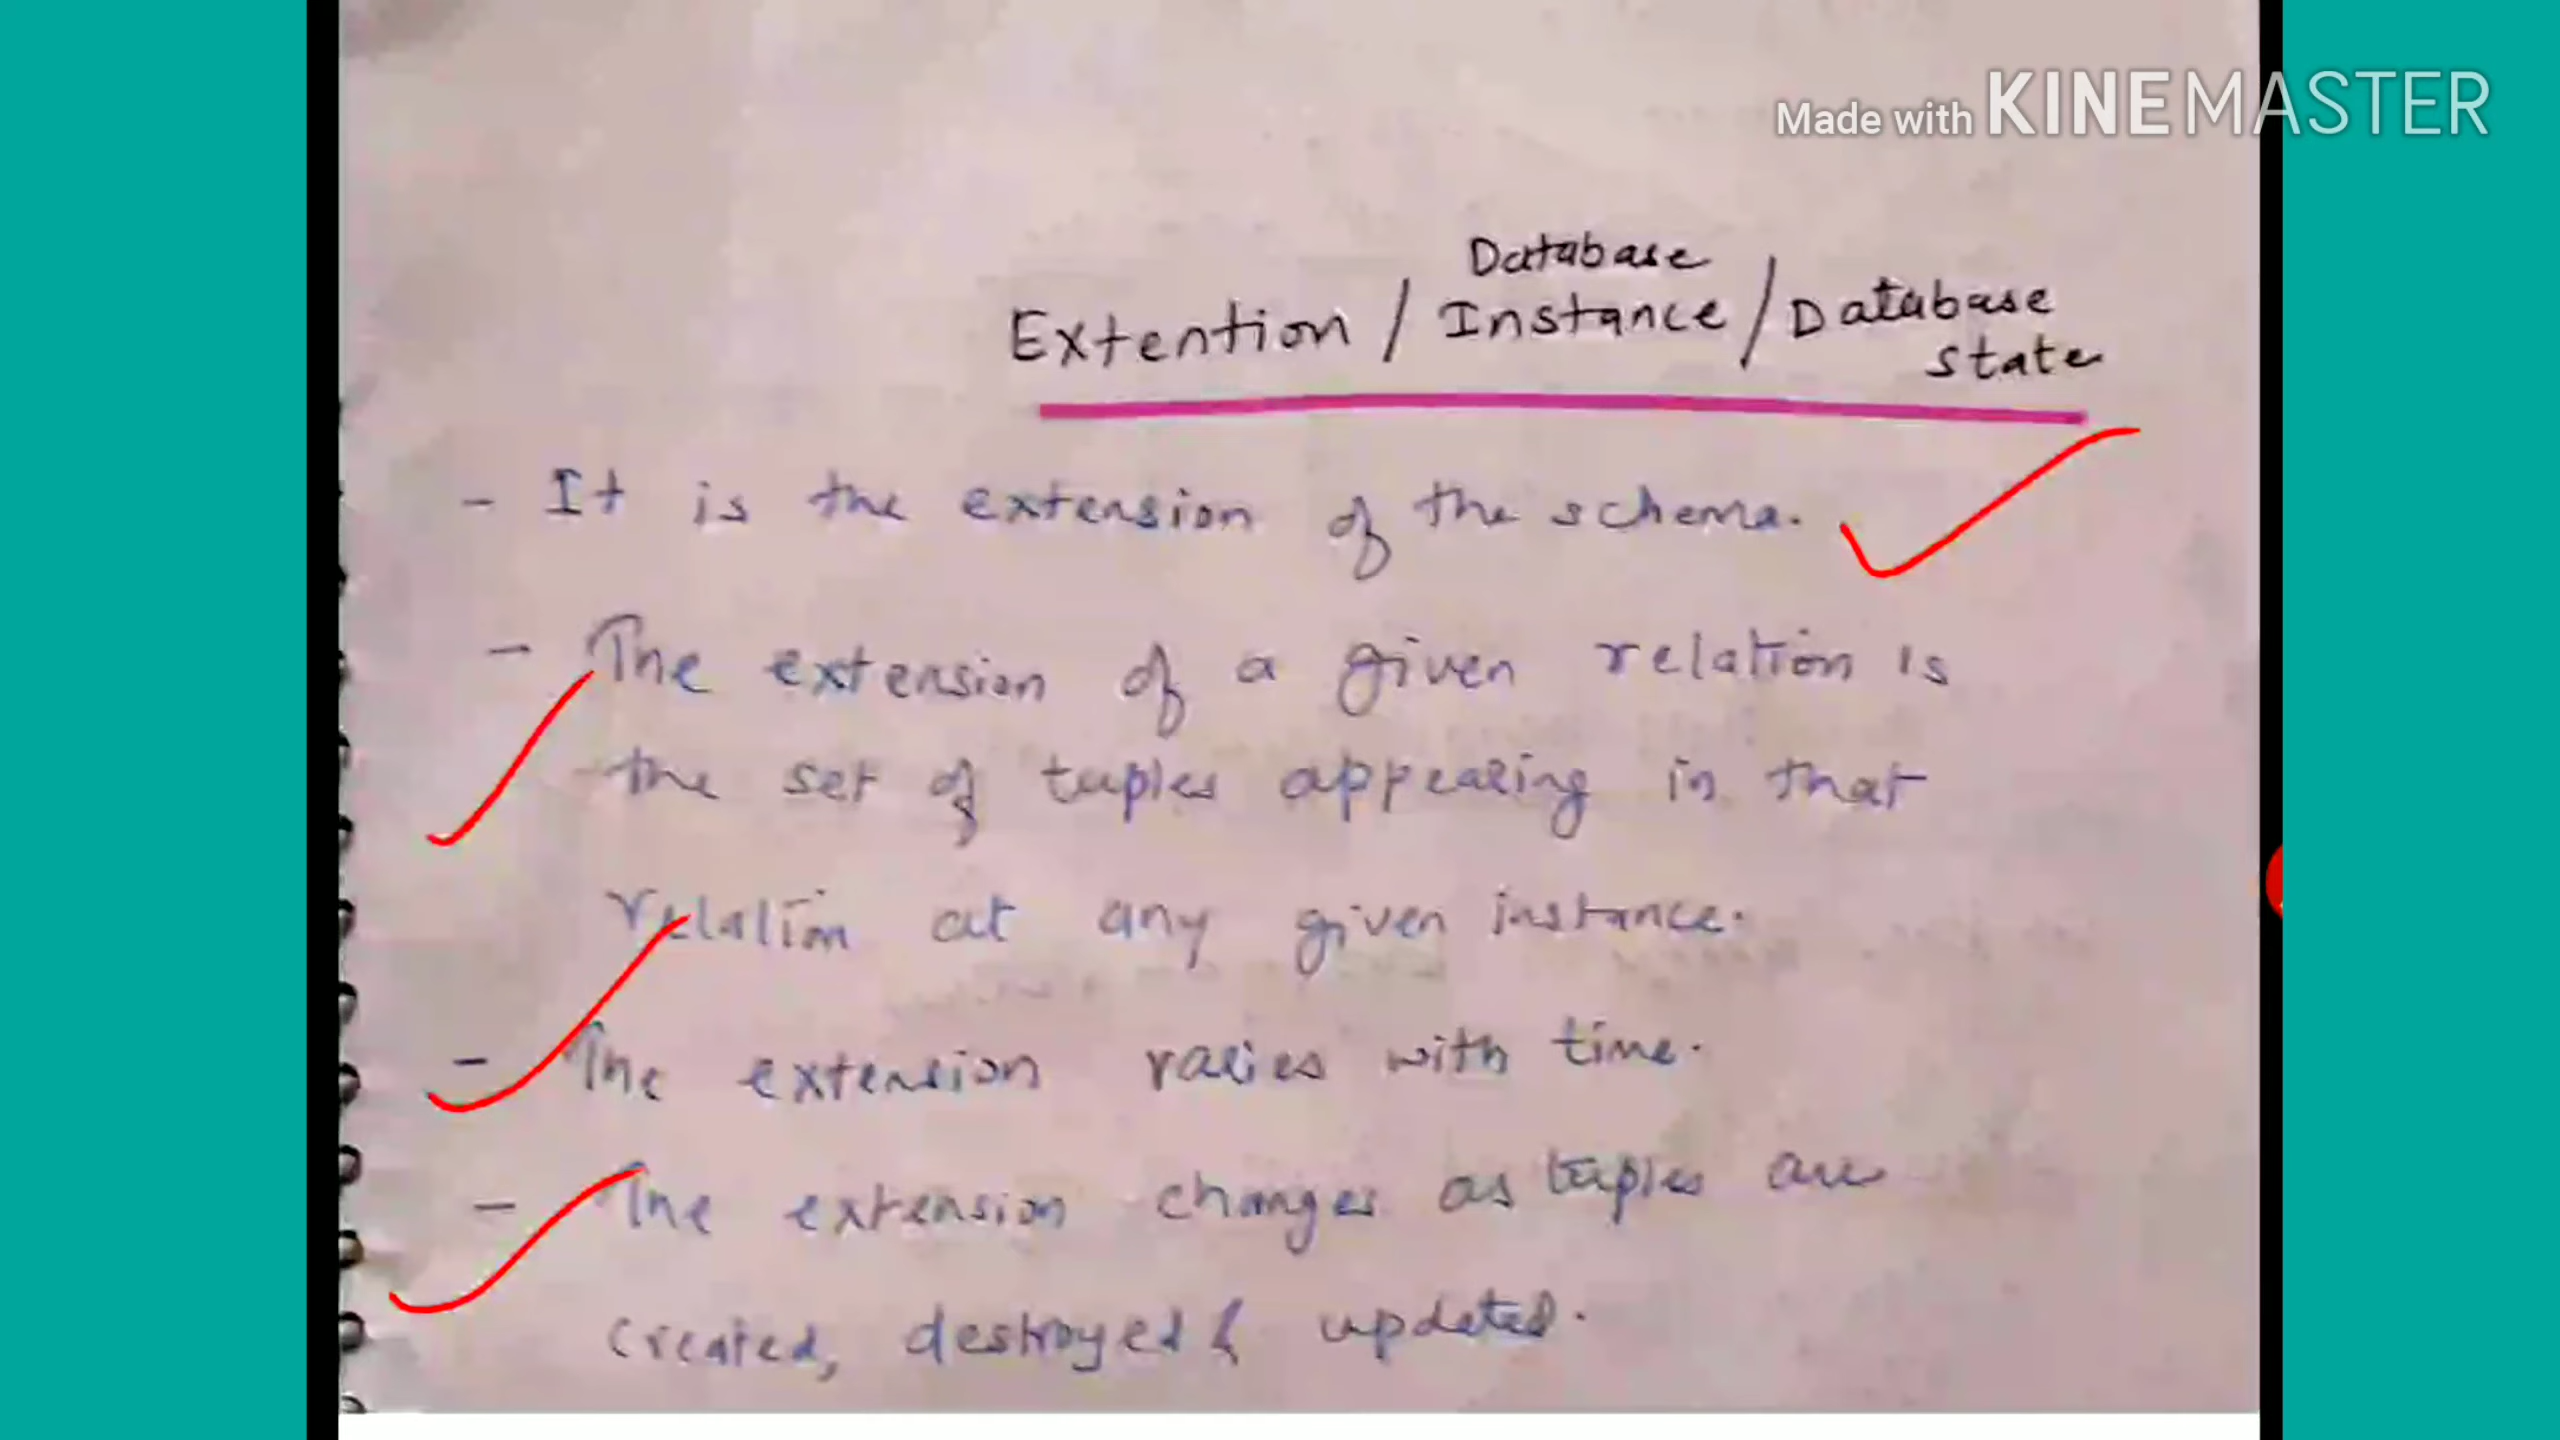 Made with KINEMASTER
Database
Extention / Instance / Database
state
- It is the extension of the schema.
- The extension of a given relation is
the set of tuples appearing in that
relation at any given instance.
- The extension varies with time.
- The extension changes as tuples are
created, destroyed & updated.